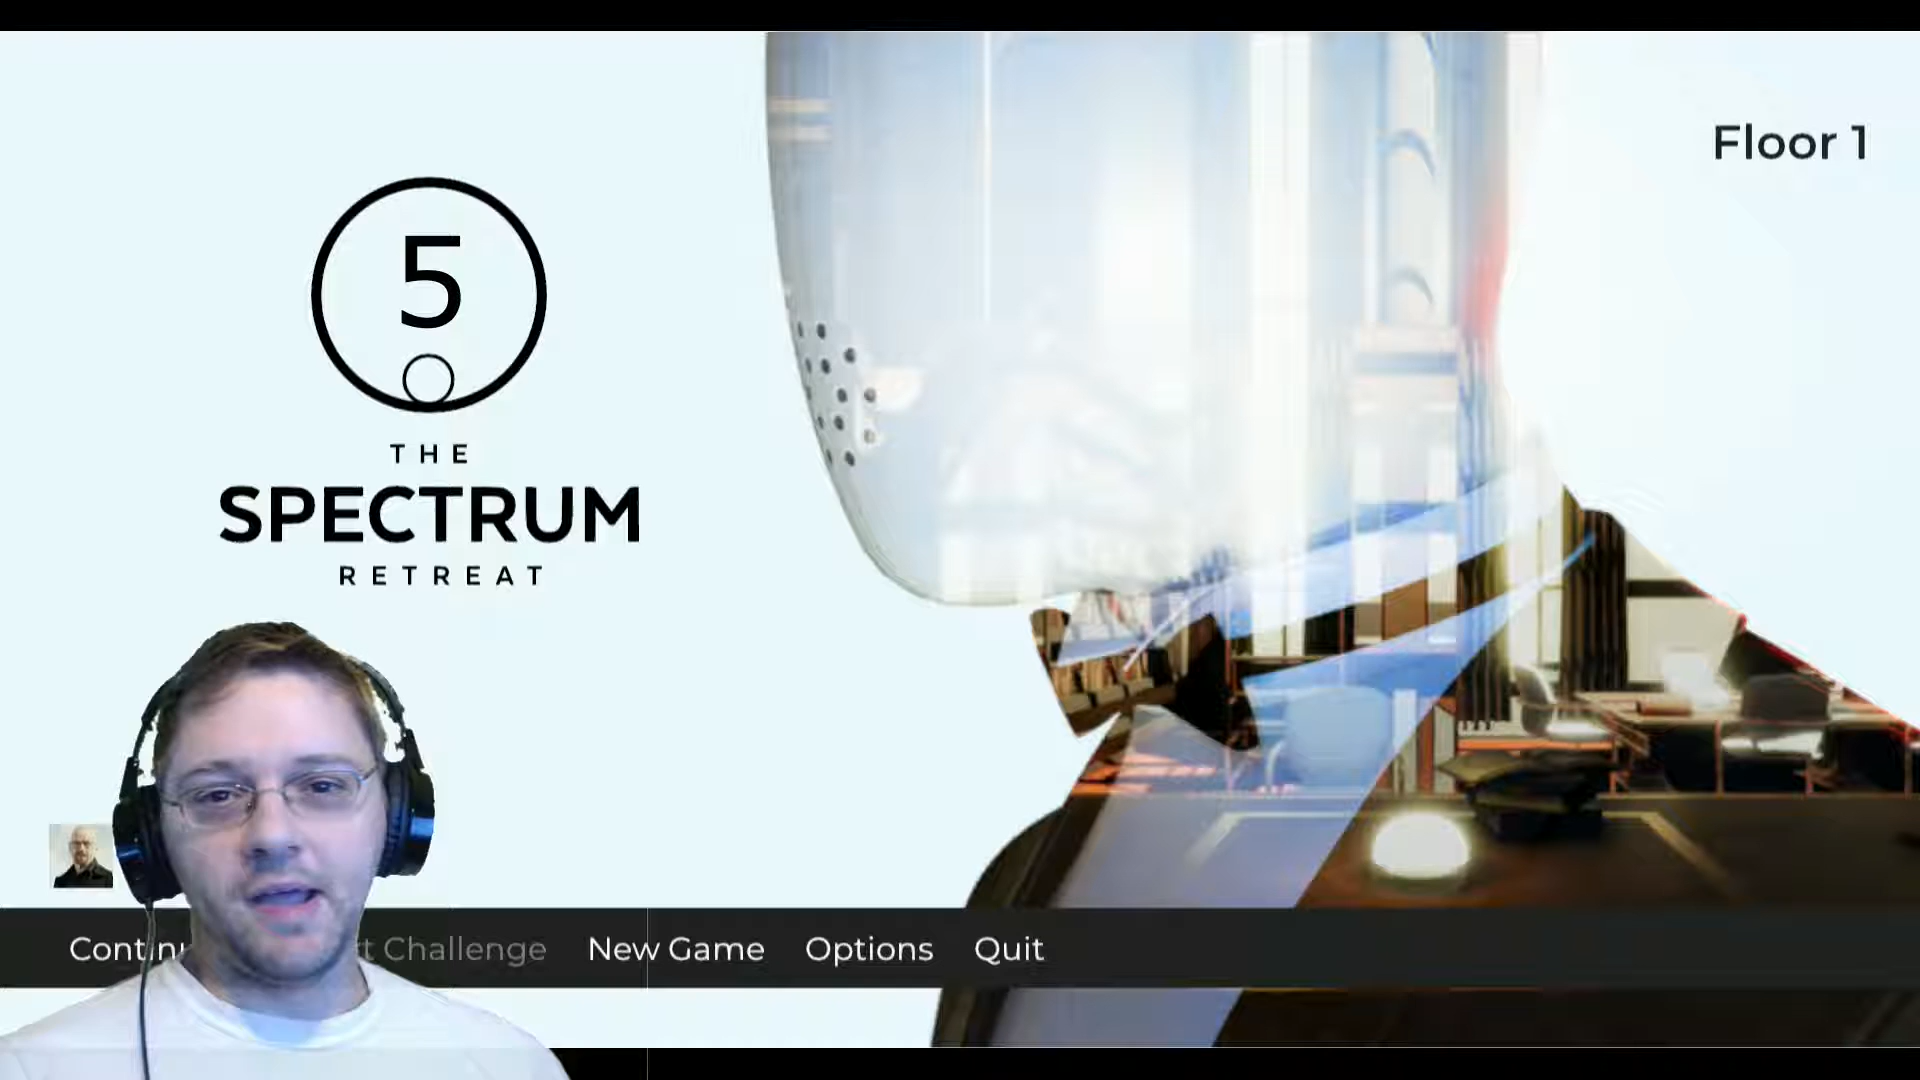 Floor 1
5
THE
SPECTRUM
RETREAT
Challenge New Game Options Quit